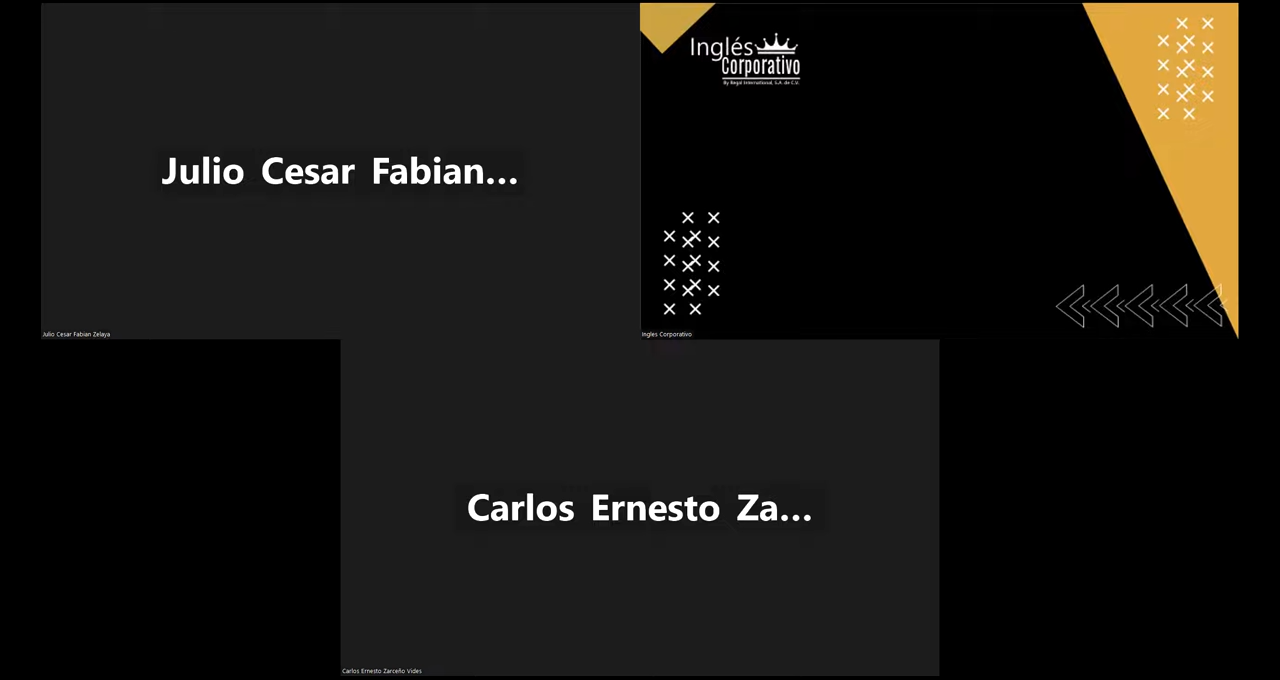 Julio Cesar Fabian...
Julio Cesar Fabian Zelaya
Inglés
Corporativo
By Regal International, S.A. de C.V.
Ingles Corporativo
Carlos Ernesto Za...
Carlos Ernesto Zarceño Vides